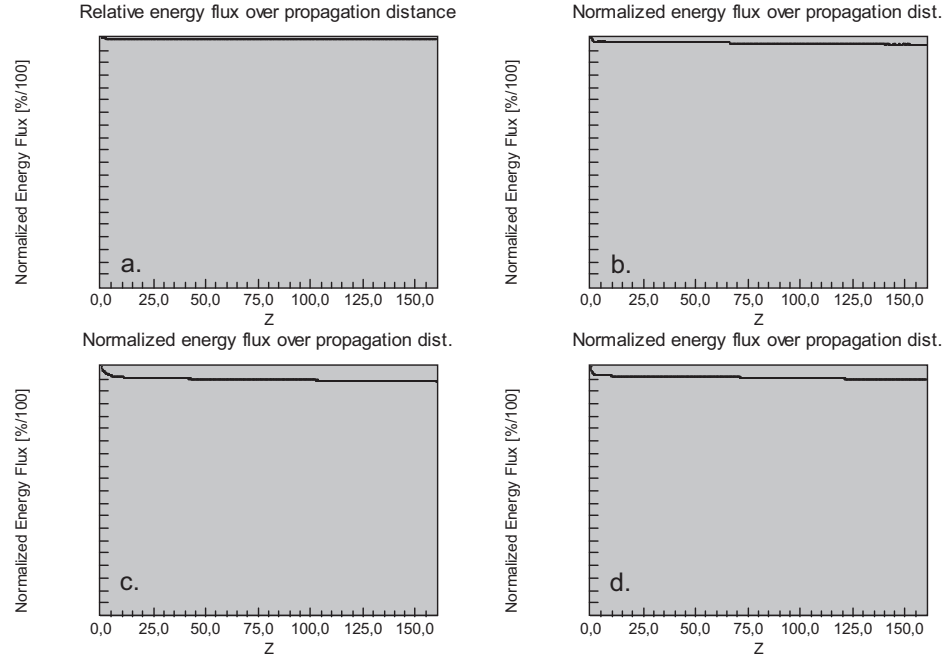 Relative energy flux over propagation distance
Normalized Energy Flux [%/100]
a.
0,0 25,0 50,0 75,0 100,0 125,0 150,0
Z
Normalized energy flux over propagation dist.
Normalized Energy Flux [%/100]
b.
0,0 25,0 50,0 75,0 100,0 125,0 150,0
Z
Normalized energy flux over propagation dist.
Normalized Energy Flux [%/100]
c.
0,0 25,0 50,0 75,0 100,0 125,0 150,0
Z
Normalized energy flux over propagation dist.
Normalized Energy Flux [%/100]
d.
0,0 25,0 50,0 75,0 100,0 125,0 150,0
Z